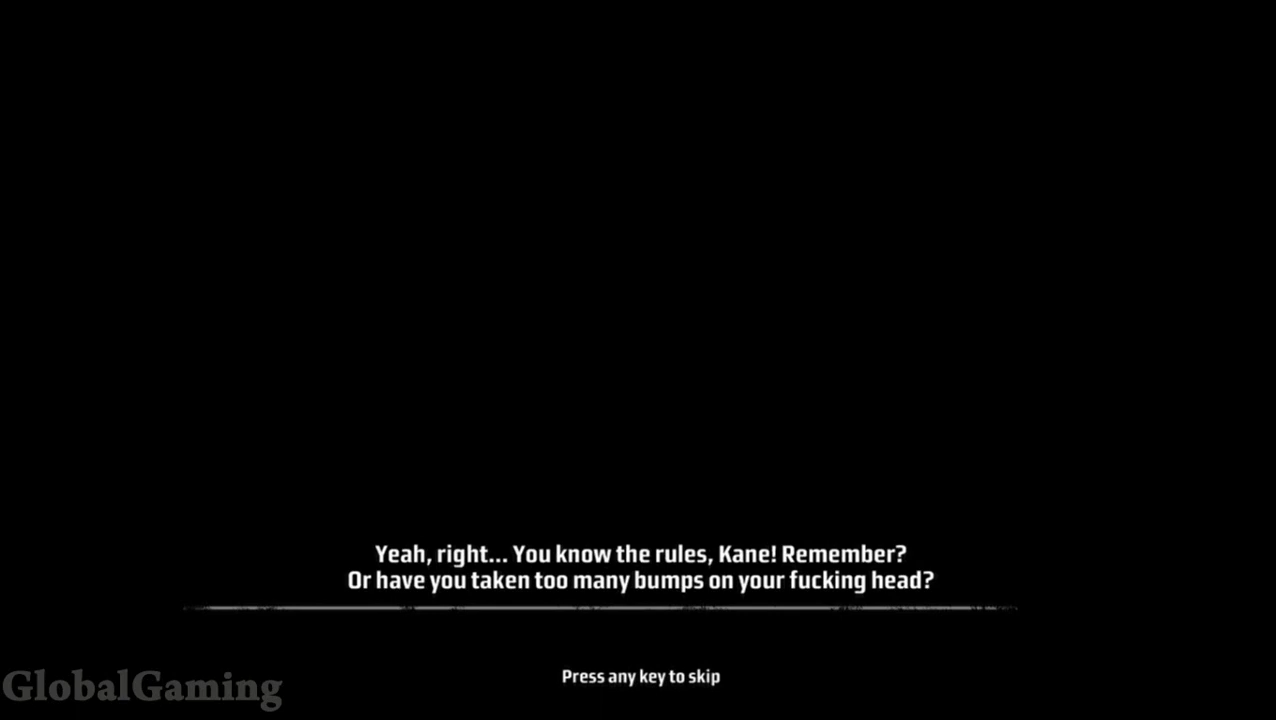 Yeah, right... You know the rules, Kane! Remember?
Or have you taken too many bumps on your fucking head?
Press any key to skip
GlobalGaming